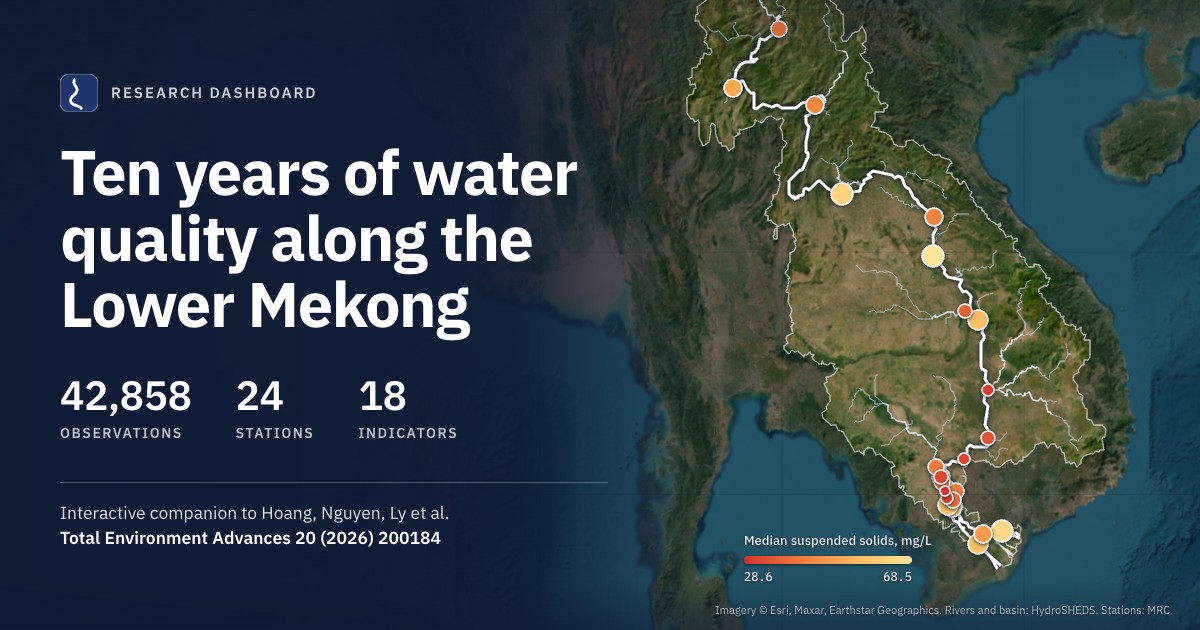 RESEARCH DASHBOARD
Ten years of water
quality along the
Lower Mekong
42,858 24 18
OBSERVATIONS STATIONS INDICATORS
Interactive companion to Hoang, Nguyen, Ly et al.
Total Environment Advances 20 (2026) 200184
Median suspended solids, mg/L
28.6 68.5
Imagery © Esri, Maxar, Earthstar Geographics. Rivers and basin: HydroSHEDS. Stations: MRC